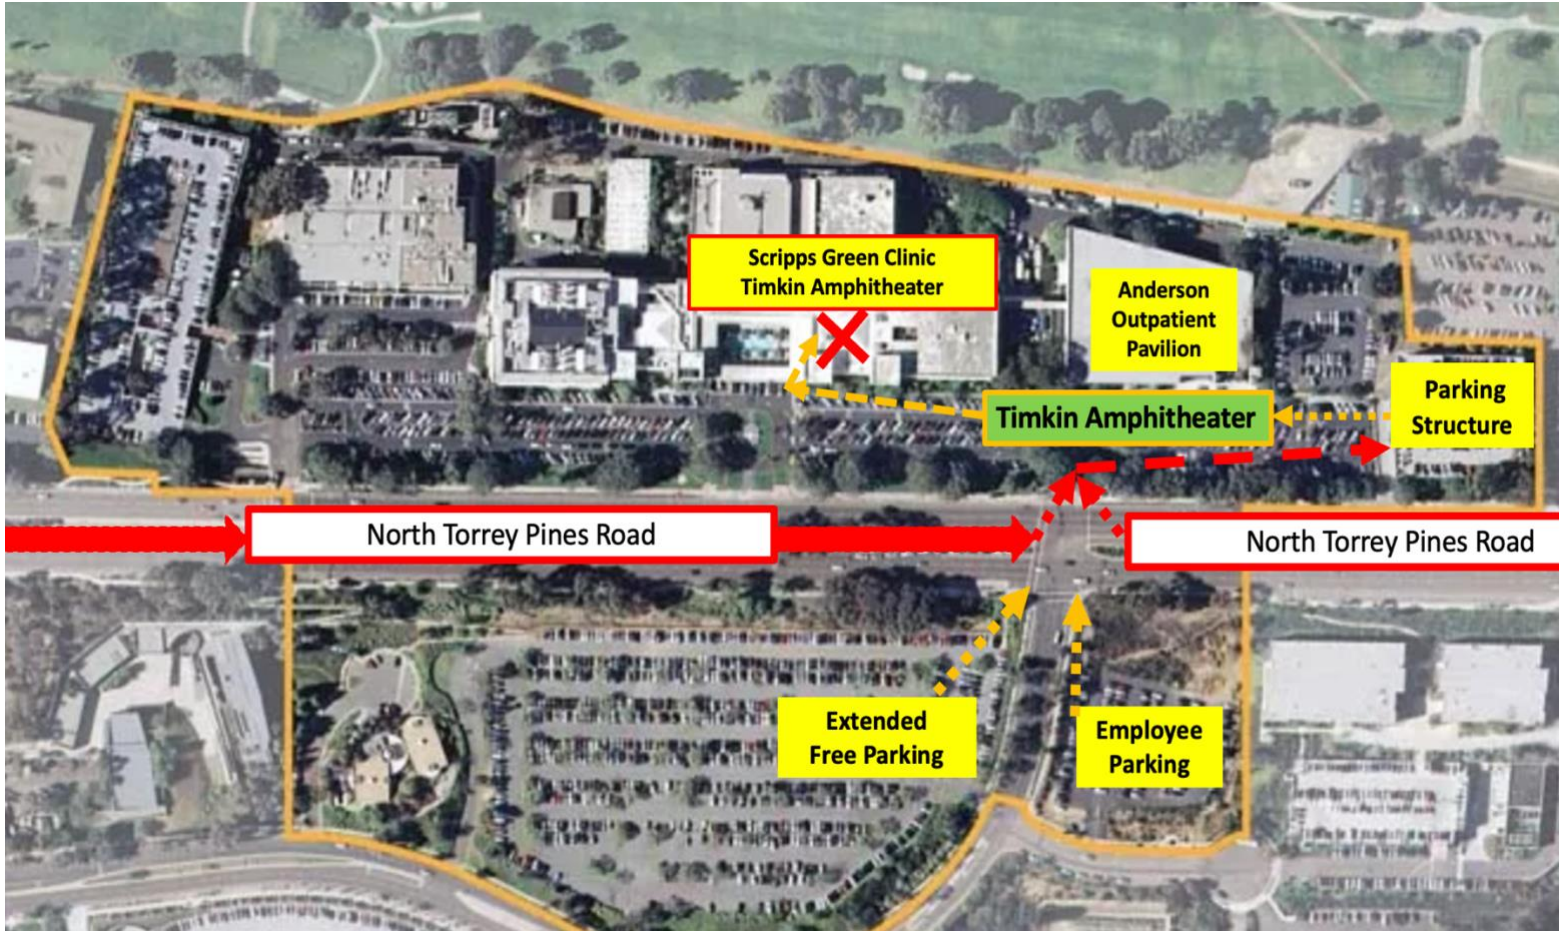 Scripps Green Clinic
Timkin Amphitheater
Anderson
Outpatient
Pavilion
Parking
Structure
Timkin Amphitheater
North Torrey Pines Road
North Torrey Pines Road
Extended
Free Parking
Employee
Parking